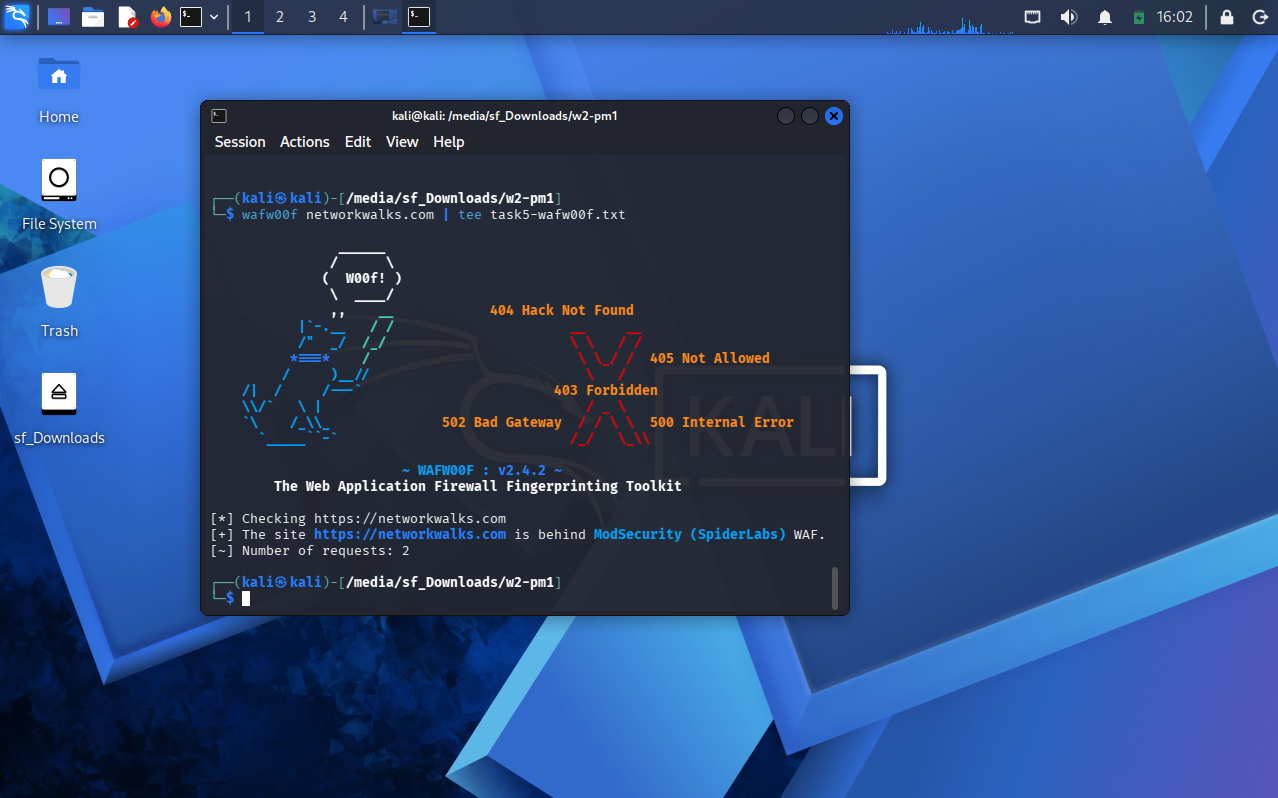 1 2 3 4 16:02
Home
File System
Trash
sf_Downloads
kali@kali: /media/sf_Downloads/w2-pm1
Session Actions Edit View Help
┌──(kali㉿kali)-[/media/sf_Downloads/w2-pm1]
└─$ wafw00f networkwalks.com | tee task5-wafw00f.txt
W00f!
404 Hack Not Found
405 Not Allowed
403 Forbidden
502 Bad Gateway 500 Internal Error
~ WAFW00F : v2.4.2 ~
The Web Application Firewall Fingerprinting Toolkit
[*] Checking https://networkwalks.com
[+] The site https://networkwalks.com is behind ModSecurity (SpiderLabs) WAF.
[~] Number of requests: 2
┌──(kali㉿kali)-[/media/sf_Downloads/w2-pm1]
└─$
KALI